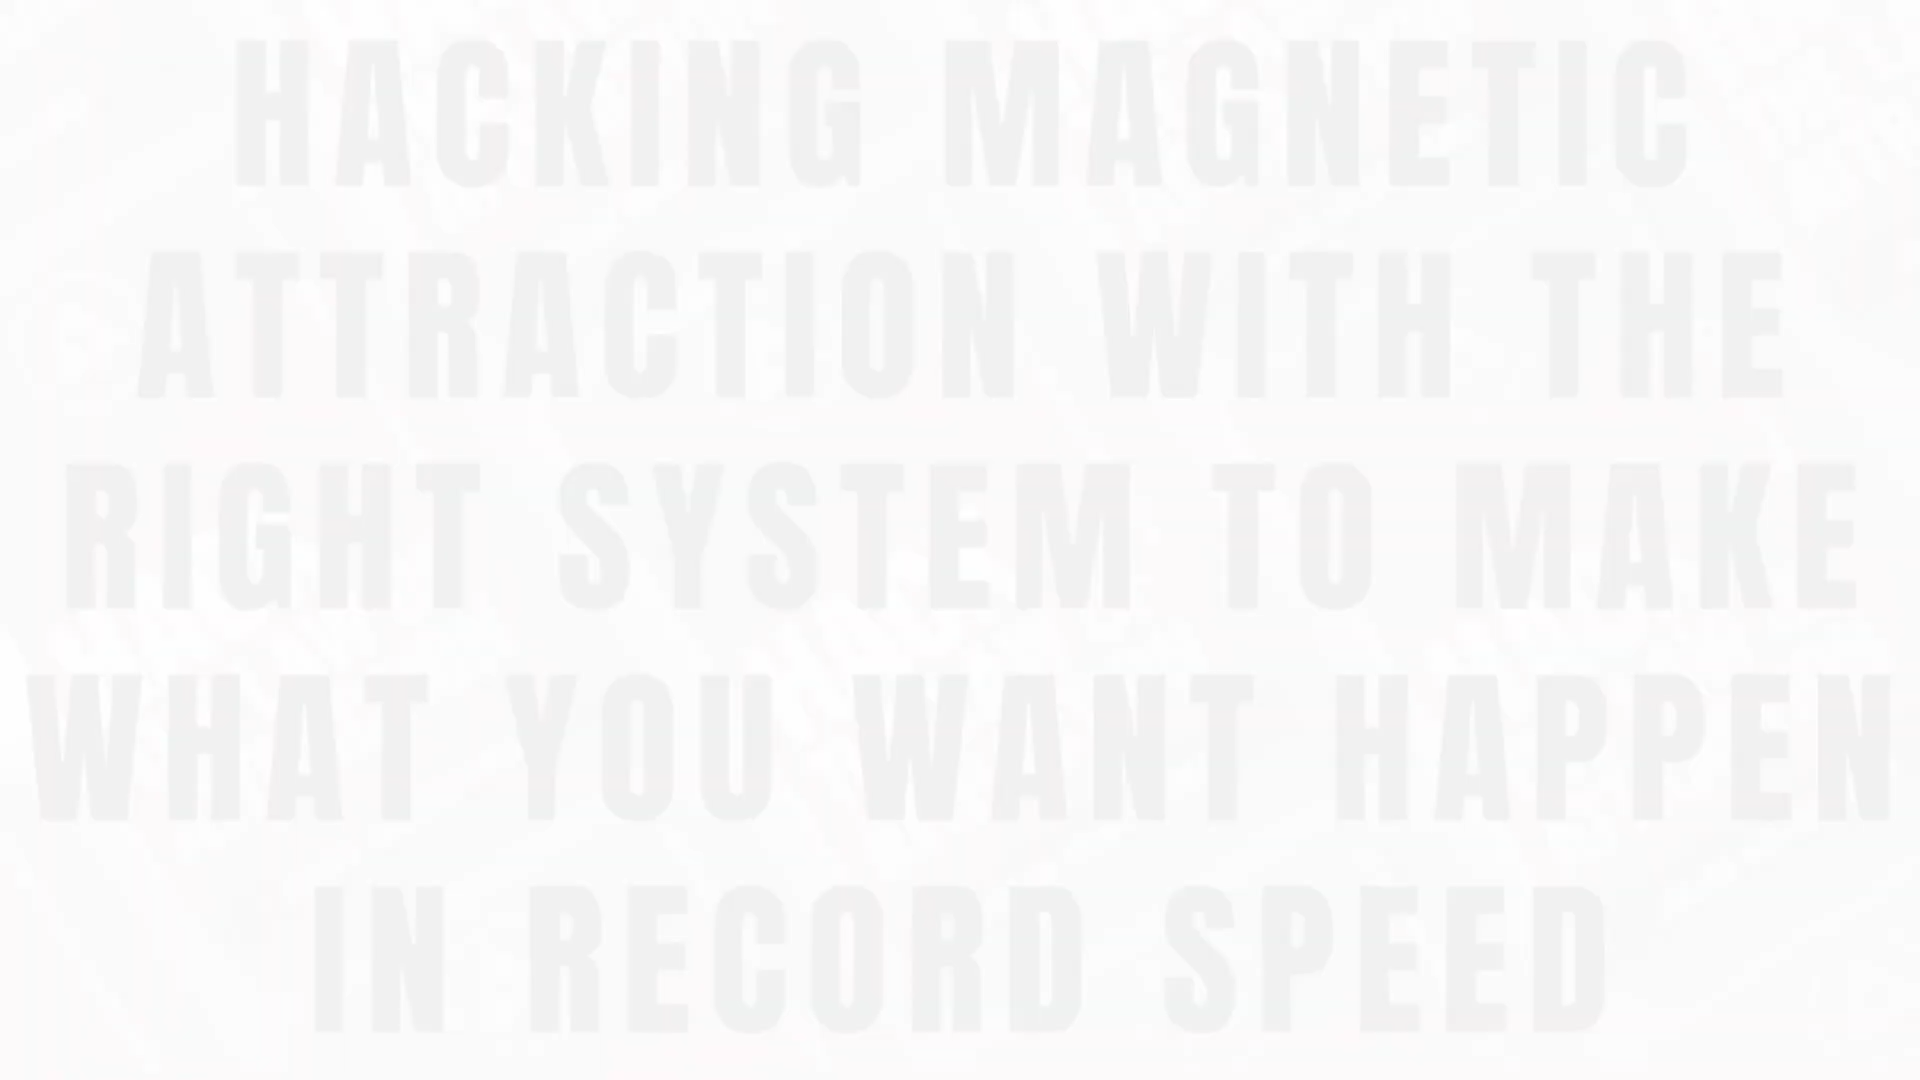 HACKING MAGNETIC
ATTRACTION WITH THE
RIGHT SYSTEM TO MAKE
WHAT YOU WANT HAPPEN
IN RECORD SPEED